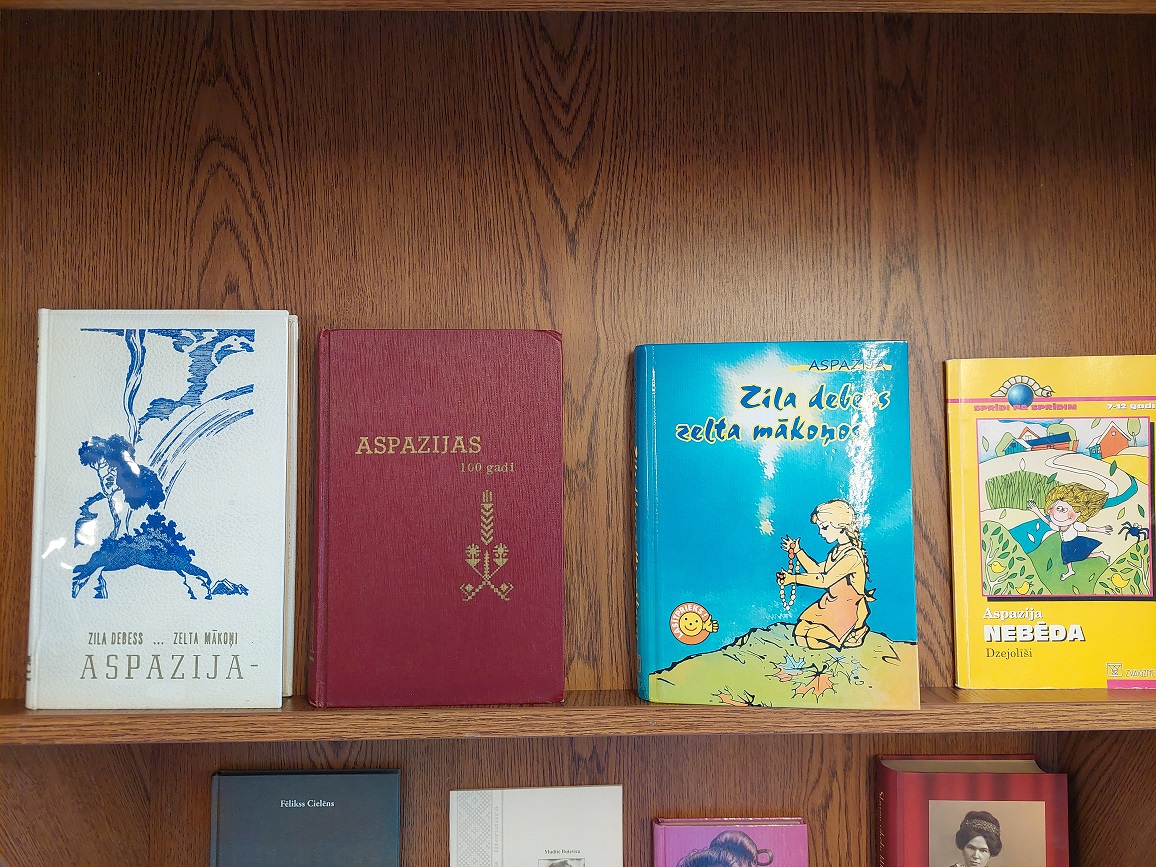 ZILA DEBESS ... ZELTA MĀKOŅI
ASPAZIJA-
ASPAZIJAS
100 gadi
ASPAZIJA
Zila debess
zelta mākoņos
LASĪTPRIEKS
SPRĪDI PA SPRĪDIM
7-12 gadi
Aspazija
NEBĒDA
Dzejolīši
Fēlikss Cielēns